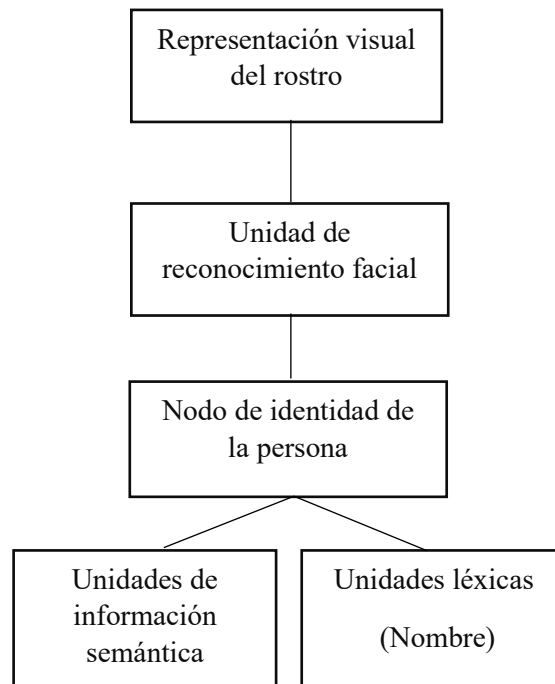 Representación visual
del rostro
Unidad de
reconocimiento facial
Nodo de identidad de
la persona
Unidades de
información
semántica
Unidades léxicas
(Nombre)